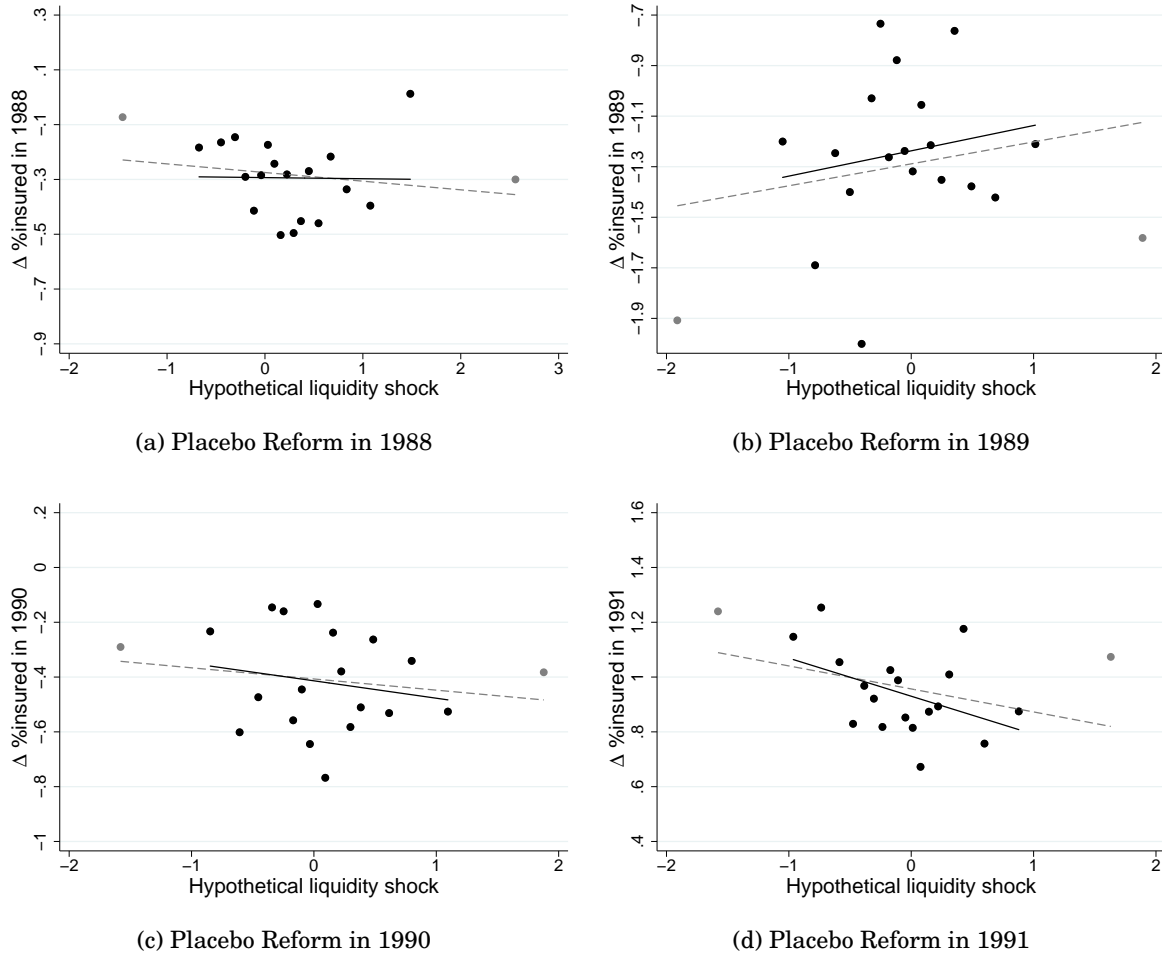 Δ %insured in 1988
.3
.1
-.1
-.3
-.5
-.7
-.9
-2 -1 0 1 2 3
Hypothetical liquidity shock
(a) Placebo Reform in 1988
Δ %insured in 1989
-.7
-.9
-1.1
-1.3
-1.5
-1.7
-1.9
-2 -1 0 1 2
Hypothetical liquidity shock
(b) Placebo Reform in 1989
Δ %insured in 1990
.2
0
-.2
-.4
-.6
-.8
-1
-2 -1 0 1 2
Hypothetical liquidity shock
(c) Placebo Reform in 1990
Δ %insured in 1991
1.6
1.4
1.2
1
.8
.6
.4
-2 -1 0 1 2
Hypothetical liquidity shock
(d) Placebo Reform in 1991